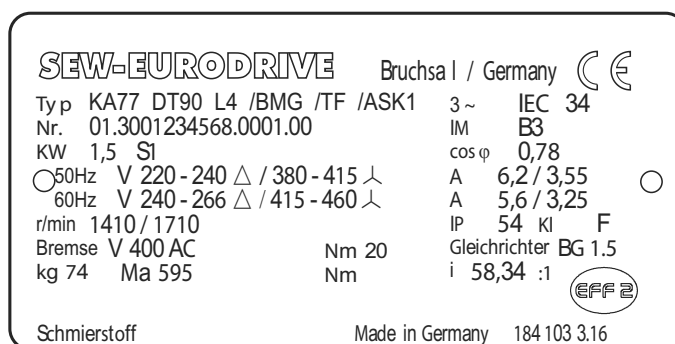 SEW-EURODRIVE Bruchsal / Germany CE
Typ KA77 DT90 L4 /BMG /TF /ASK1 3~ IEC 34
Nr. 01.3001234568.0001.00 IM B3
KW 1,5 S1 cos φ 0,78
50Hz V 220-240 △ / 380-415 ⅄ A 6,2 / 3,55
60Hz V 240-266 △ / 415-460 ⅄ A 5,6 / 3,25
r/min 1410 / 1710 IP 54 Kl F
Bremse V 400 AC Nm 20 Gleichrichter BG 1.5
kg 74 Ma 595 Nm i 58,34 :1
EFF 2
Schmierstoff Made in Germany 184 103 3.16